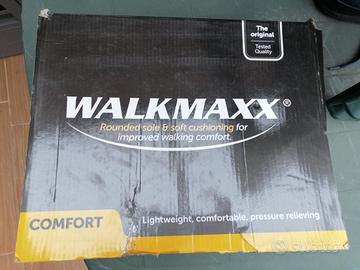 The
original
Tested
Quality
WALKMAXX®
Rounded sole & soft cushioning for
improved walking comfort.
COMFORT
Lightweight, comfortable, pressure relieving